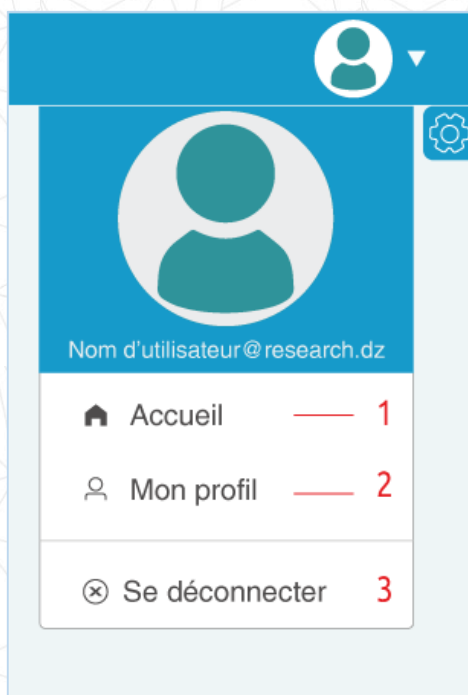 Nom d'utilisateur@research.dz
Accueil 1
Mon profil 2
Se déconnecter 3